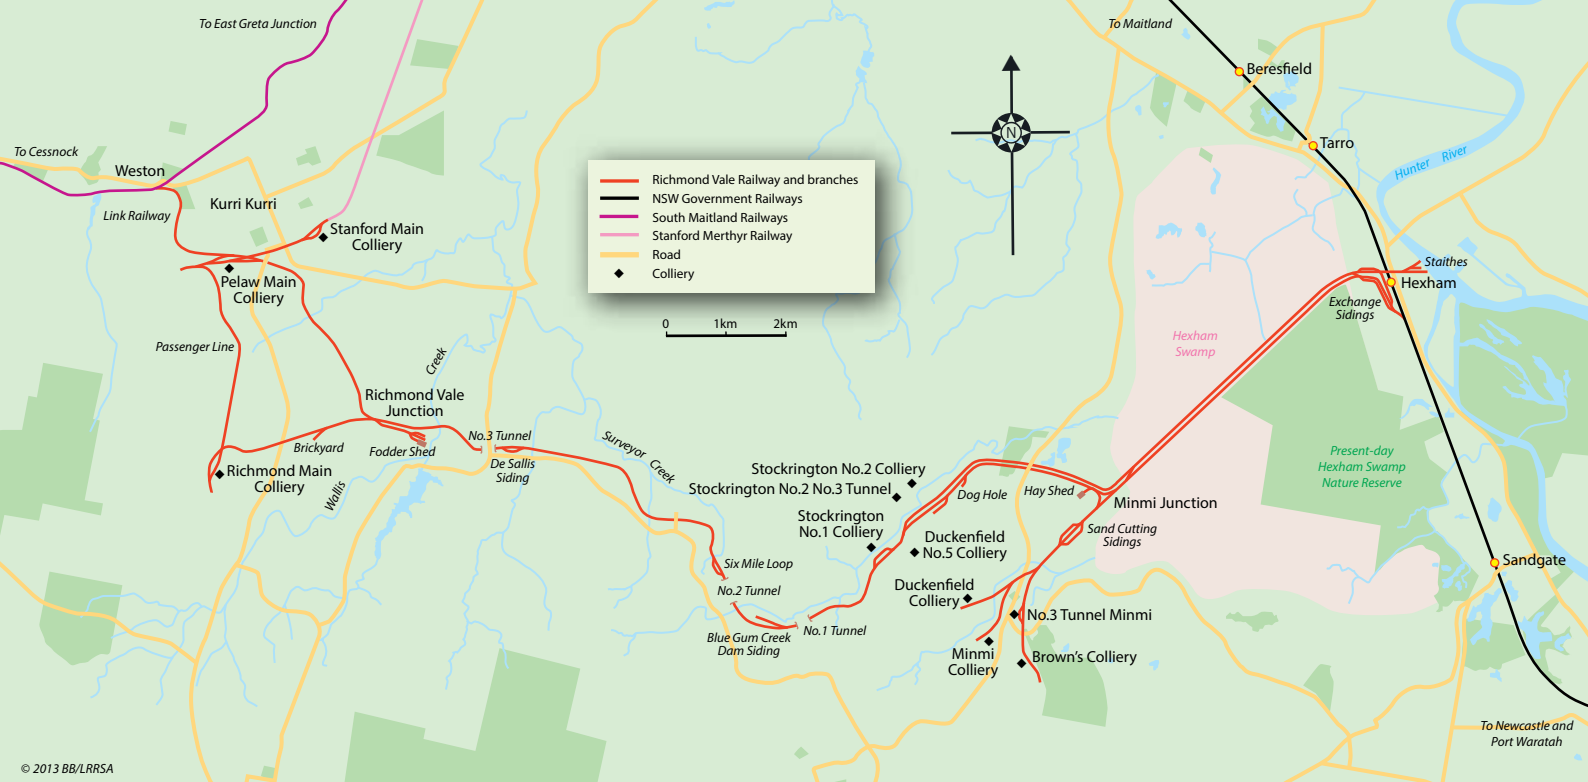 To East Greta Junction
To Maitland
Beresfield
Tarro
Hunter River
To Cessnock
Weston
Link Railway
Kurri Kurri
Stanford Main
Colliery
Pelaw Main
Colliery
N
Richmond Vale Railway and branches
NSW Government Railways
South Maitland Railways
Stanford Merthyr Railway
Road
Colliery
0 1km 2km
Staithes
Hexham
Exchange
Sidings
Hexham
Swamp
Passenger Line
Creek
Richmond Vale
Junction
Brickyard
Fodder Shed
No.3 Tunnel
De Sallis
Siding
Surveyor Creek
Richmond Main
Colliery
Wallis
Stockrington No.2 Colliery
Stockrington No.2 No.3 Tunnel
Stockrington
No.1 Colliery
Dog Hole
Hay Shed
Minmi Junction
Duckenfield
No.5 Colliery
Sand Cutting
Sidings
Present-day
Hexham Swamp
Nature Reserve
Six Mile Loop
No.2 Tunnel
Blue Gum Creek
Dam Siding
No.1 Tunnel
Duckenfield
Colliery
No.3 Tunnel Minmi
Minmi
Colliery
Brown's Colliery
Sandgate
To Newcastle and
Port Waratah
© 2013 BB/LRRSA